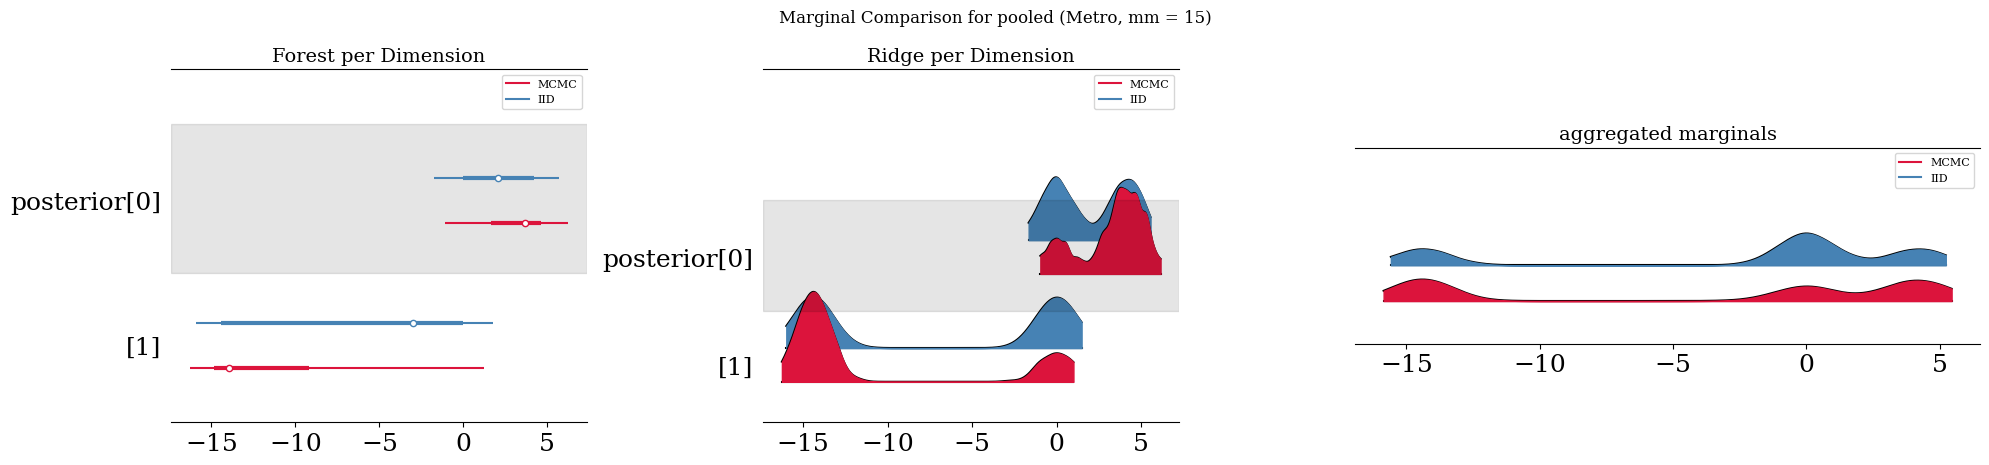 Marginal Comparison for pooled (Metro, mm = 15)
Forest per Dimension
MCMC
IID
posterior[0]
[1]
−15 −10 −5 0 5
Ridge per Dimension
MCMC
IID
posterior[0]
[1]
−15 −10 −5 0 5
aggregated marginals
MCMC
IID
−15 −10 −5 0 5